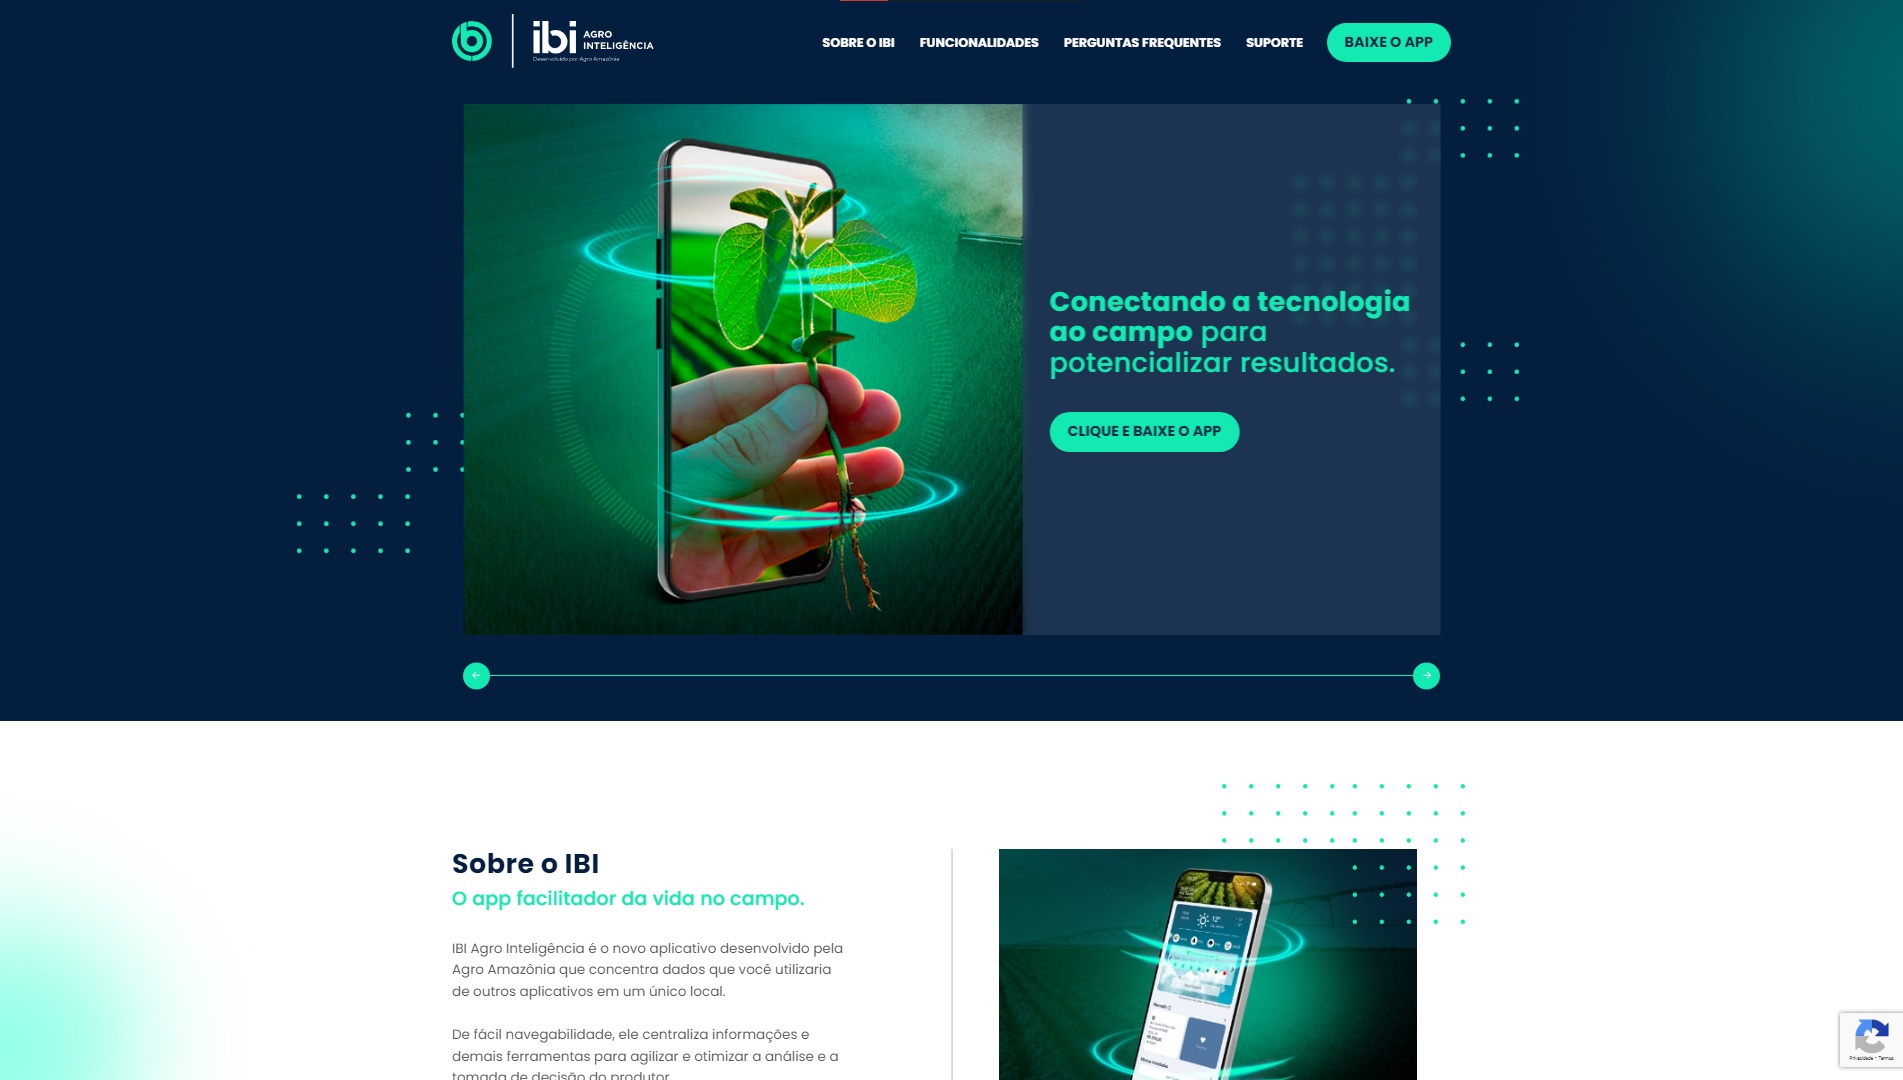 ibi AGRO
INTELIGÊNCIA
Desenvolvido por Agro Amazônia
SOBRE O IBI
FUNCIONALIDADES
PERGUNTAS FREQUENTES
SUPORTE
BAIXE O APP
Conectando a tecnologia
ao campo para
potencializar resultados.
CLIQUE E BAIXE O APP
Sobre o IBI
O app facilitador da vida no campo.
IBI Agro Inteligência é o novo aplicativo desenvolvido pela
Agro Amazônia que concentra dados que você utilizaria
de outros aplicativos em um único local.
De fácil navegabilidade, ele centraliza informações e
demais ferramentas para agilizar e otimizar a análise e a
tomada de decisão do produtor
12°
Privacidade - Termos